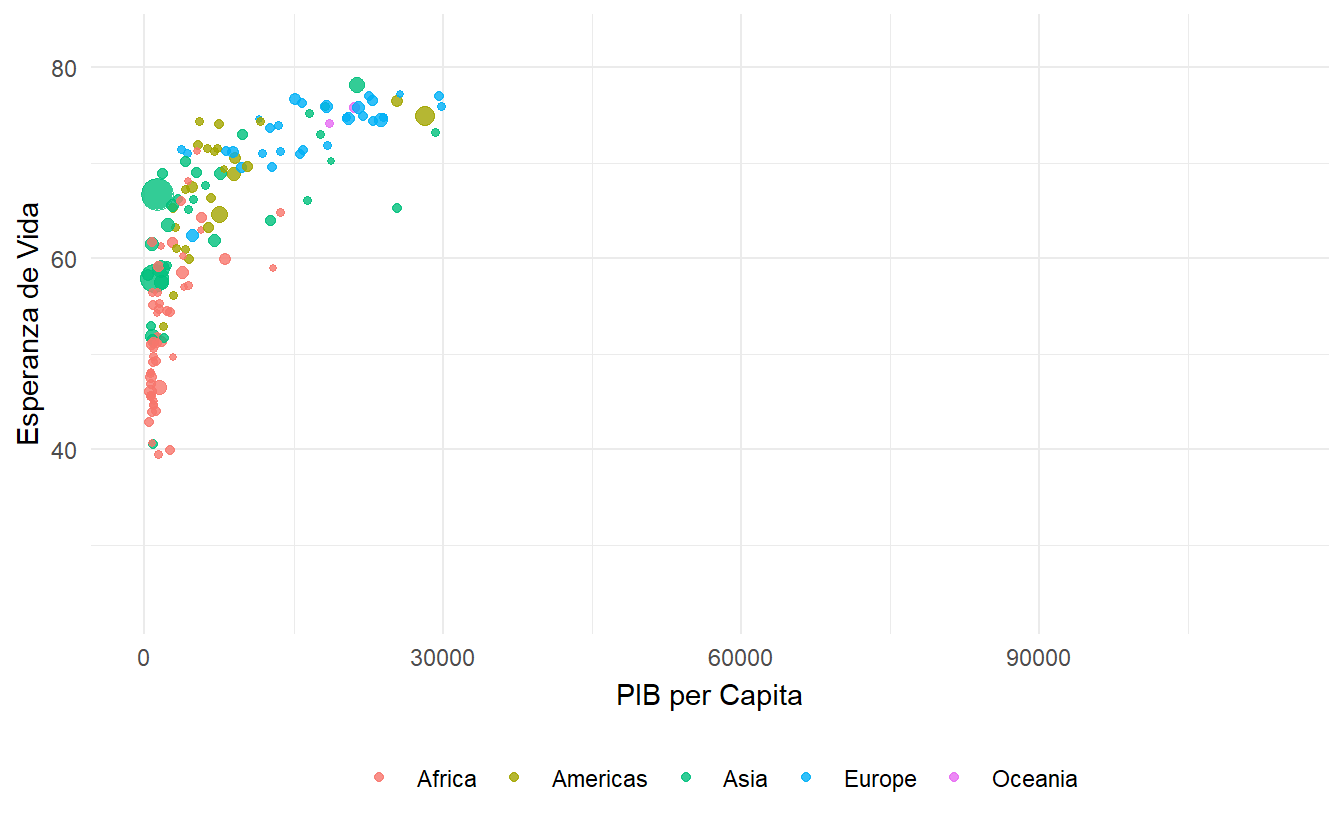 80
60
40
Esperanza de Vida
0 30000 60000 90000
PIB per Capita
Africa Americas Asia Europe Oceania